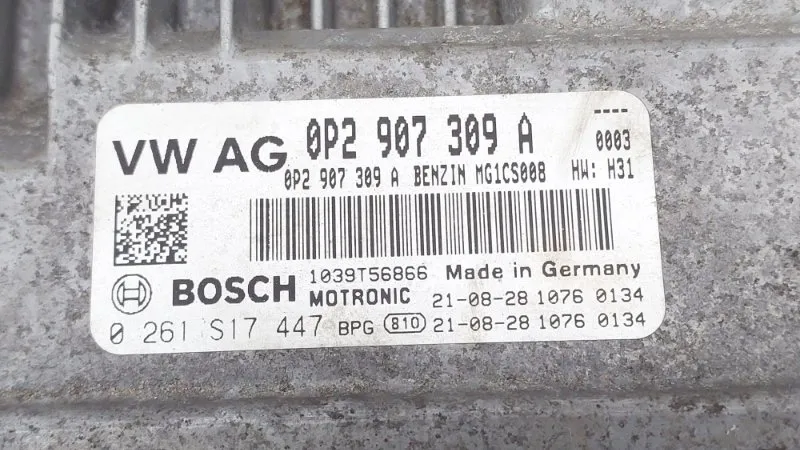 ----
VW AG 0P2 907 309 A 0003
0P2 907 309 A BENZIN MG1CS008 HW: H31
BOSCH 1039T56866 Made in Germany
MOTRONIC 21-08-28 1076 0134
0 261 S17 447 BPG 810 21-08-28 1076 0134